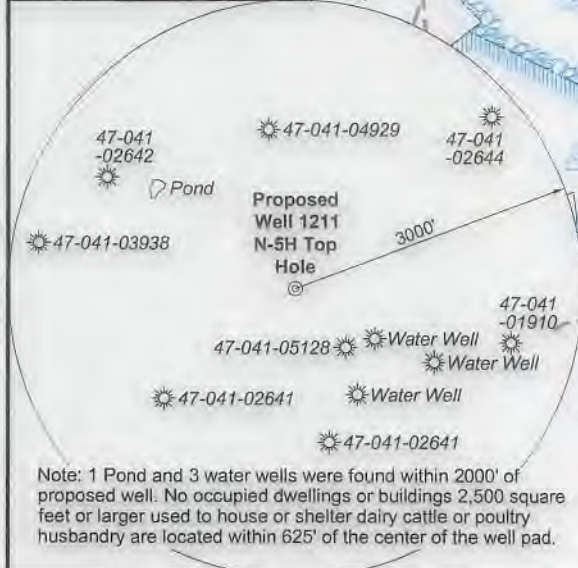 47-041-04929
47-041
-02642
47-041
-02644
Pond
Proposed
Well 1211
N-5H Top
Hole
3000'
47-041-03938
47-041
-01910
47-041-05128
Water Well
Water Well
47-041-02641
Water Well
47-041-02641
Note: 1 Pond and 3 water wells were found within 2000' of
proposed well. No occupied dwellings or buildings 2,500 square
feet or larger used to house or shelter dairy cattle or poultry
husbandry are located within 625' of the center of the well pad.